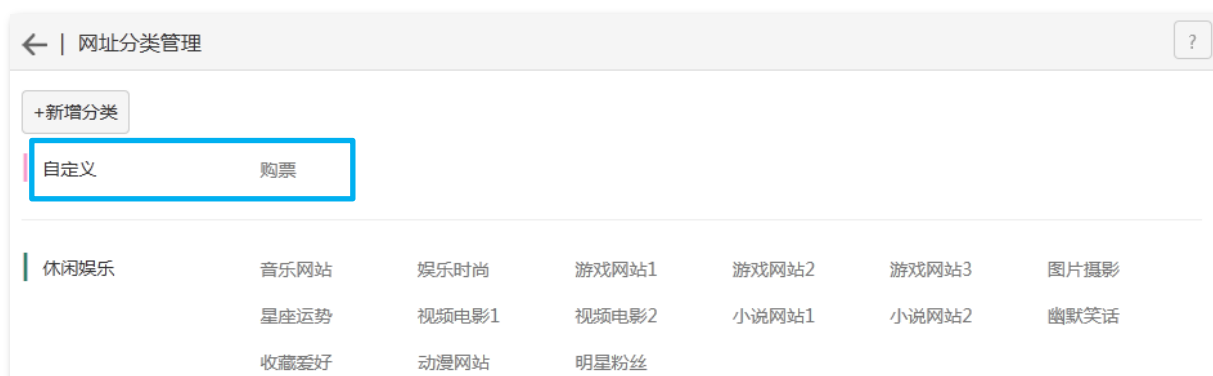 ← | 网址分类管理 ?
+新增分类
自定义 购票
休闲娱乐 音乐网站 娱乐时尚 游戏网站1 游戏网站2 游戏网站3 图片摄影
星座运势 视频电影1 视频电影2 小说网站1 小说网站2 幽默笑话
收藏爱好 动漫网站 明星粉丝